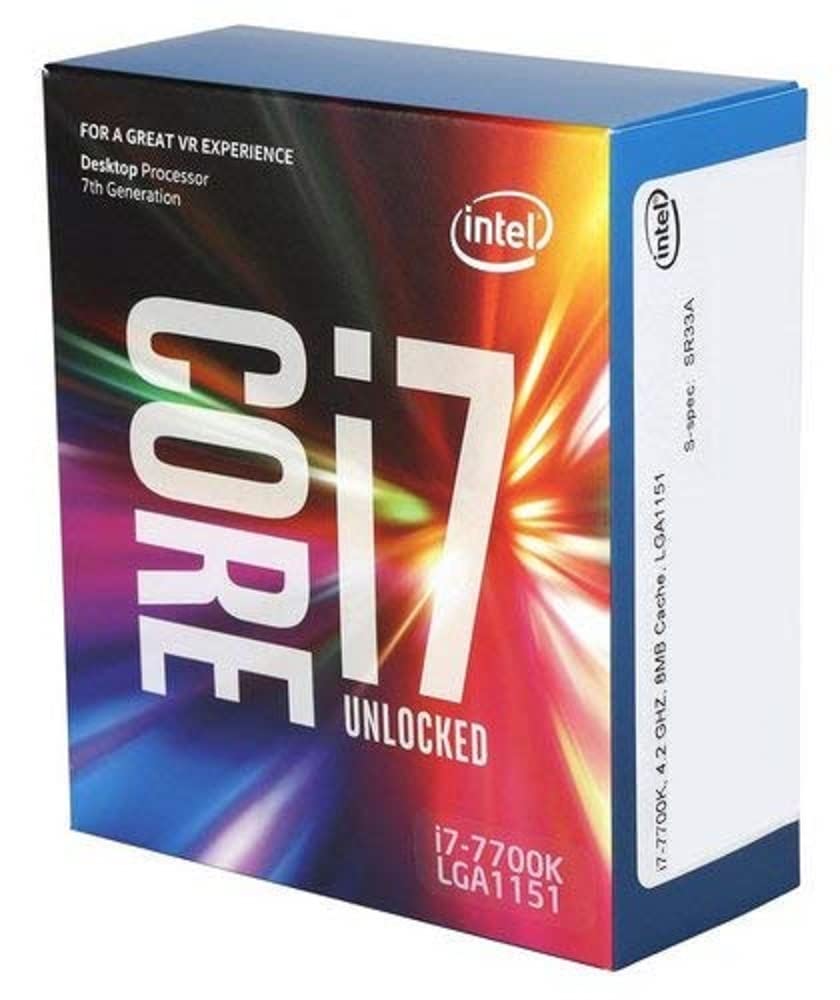 FOR A GREAT VR EXPERIENCE
Desktop Processor
7th Generation
intel
CORE i7
UNLOCKED
i7-7700K
LGA1151
intel
S-spec: SR33A
i7-7700K, 4.2 GHZ, 8MB Cache, LGA1151